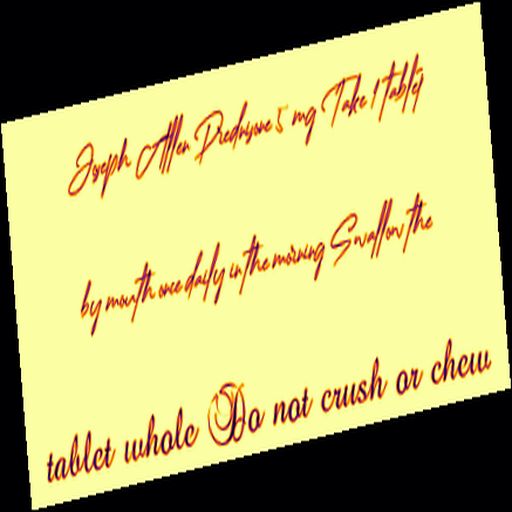 Joseph Allen Prednisone 5 mg Take 1 tablet
by mouth once daily in the morning Swallow the
tablet whole Do not crush or chew